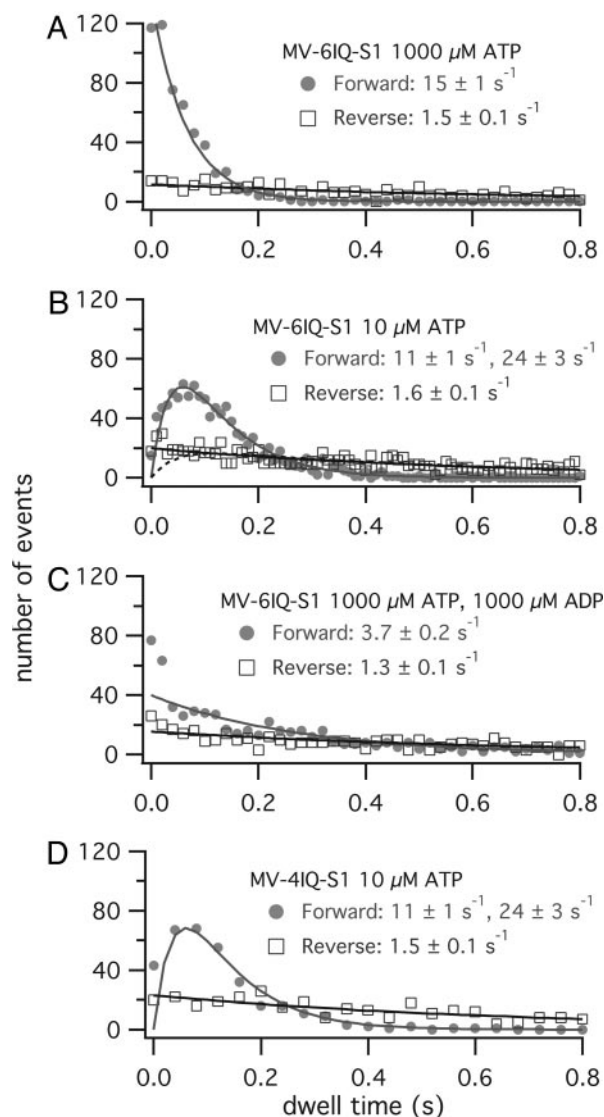 A
120
80
40
0
MV-6IQ-S1 1000 µM ATP
Forward: 15 ± 1 s⁻¹
Reverse: 1.5 ± 0.1 s⁻¹
0.0 0.2 0.4 0.6 0.8
B
120
80
40
0
MV-6IQ-S1 10 µM ATP
Forward: 11 ± 1 s⁻¹, 24 ± 3 s⁻¹
Reverse: 1.6 ± 0.1 s⁻¹
0.0 0.2 0.4 0.6 0.8
number of events
C
120
80
40
0
MV-6IQ-S1 1000 µM ATP, 1000 µM ADP
Forward: 3.7 ± 0.2 s⁻¹
Reverse: 1.3 ± 0.1 s⁻¹
0.0 0.2 0.4 0.6 0.8
D
120
80
40
0
MV-4IQ-S1 10 µM ATP
Forward: 11 ± 1 s⁻¹, 24 ± 3 s⁻¹
Reverse: 1.5 ± 0.1 s⁻¹
0.0 0.2 0.4 0.6 0.8
dwell time (s)